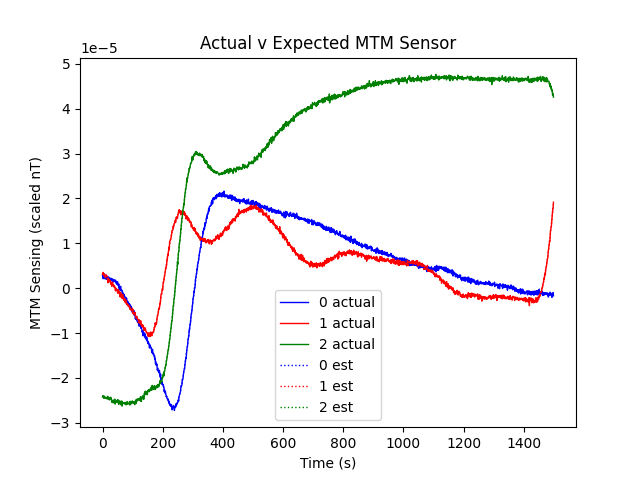 Actual v Expected MTM Sensor
1e−5
MTM Sensing (scaled nT)
5
4
3
2
1
0
−1
−2
−3
0 actual
1 actual
2 actual
0 est
1 est
2 est
0 200 400 600 800 1000 1200 1400
Time (s)